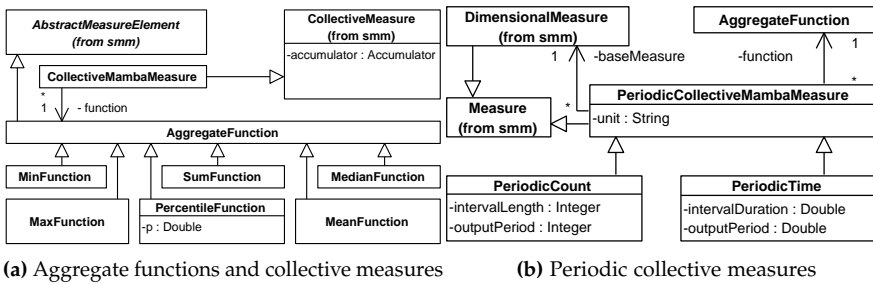 AbstractMeasureElement
(from smm)
CollectiveMeasure
(from smm)
-accumulator : Accumulator
CollectiveMambaMeasure
*
1
- function
AggregateFunction
MinFunction
SumFunction
MedianFunction
MaxFunction
PercentileFunction
-p : Double
MeanFunction
(a) Aggregate functions and collective measures
DimensionalMeasure
(from smm)
AggregateFunction
1
-baseMeasure
1
-function
*
Measure
(from smm)
*
PeriodicCollectiveMambaMeasure
-unit : String
PeriodicCount
-intervalLength : Integer
-outputPeriod : Integer
PeriodicTime
-intervalDuration : Double
-outputPeriod : Double
(b) Periodic collective measures